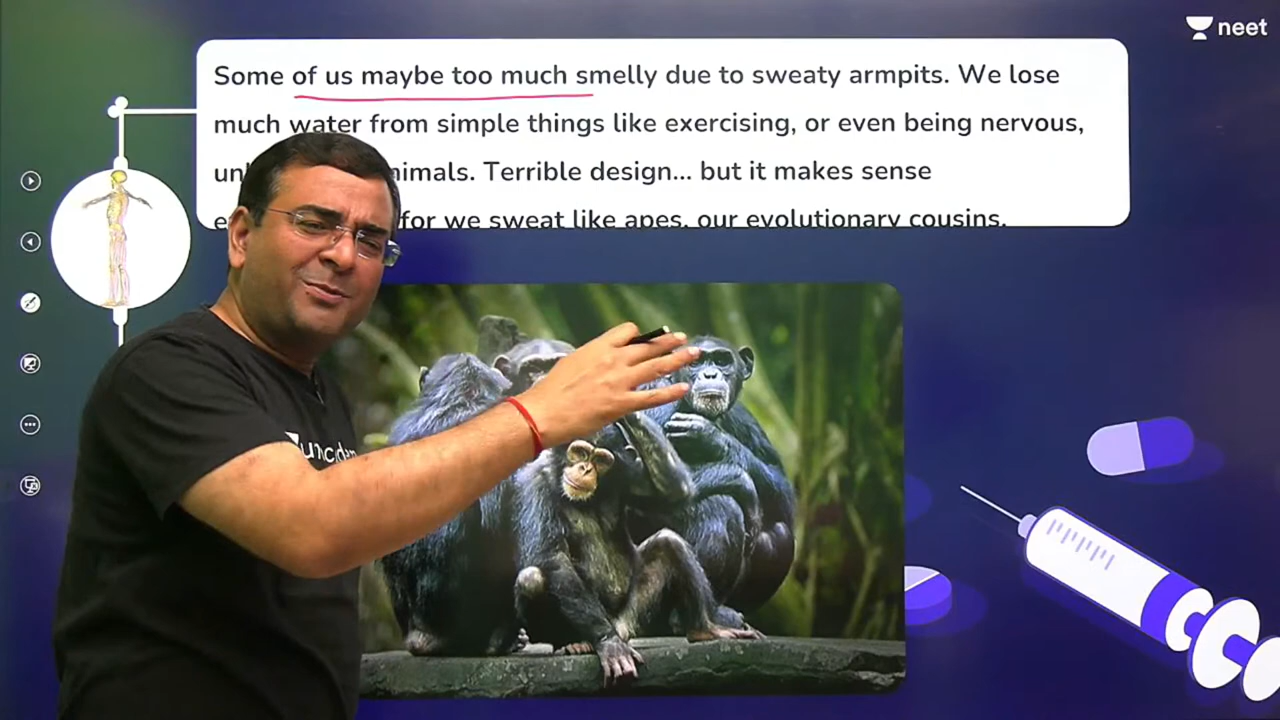 neet
Some of us maybe too much smelly due to sweaty armpits. We lose
much water from simple things like exercising, or even being nervous,
Terrible design... but it makes sense
for we sweat like apes, our evolutionary cousins.